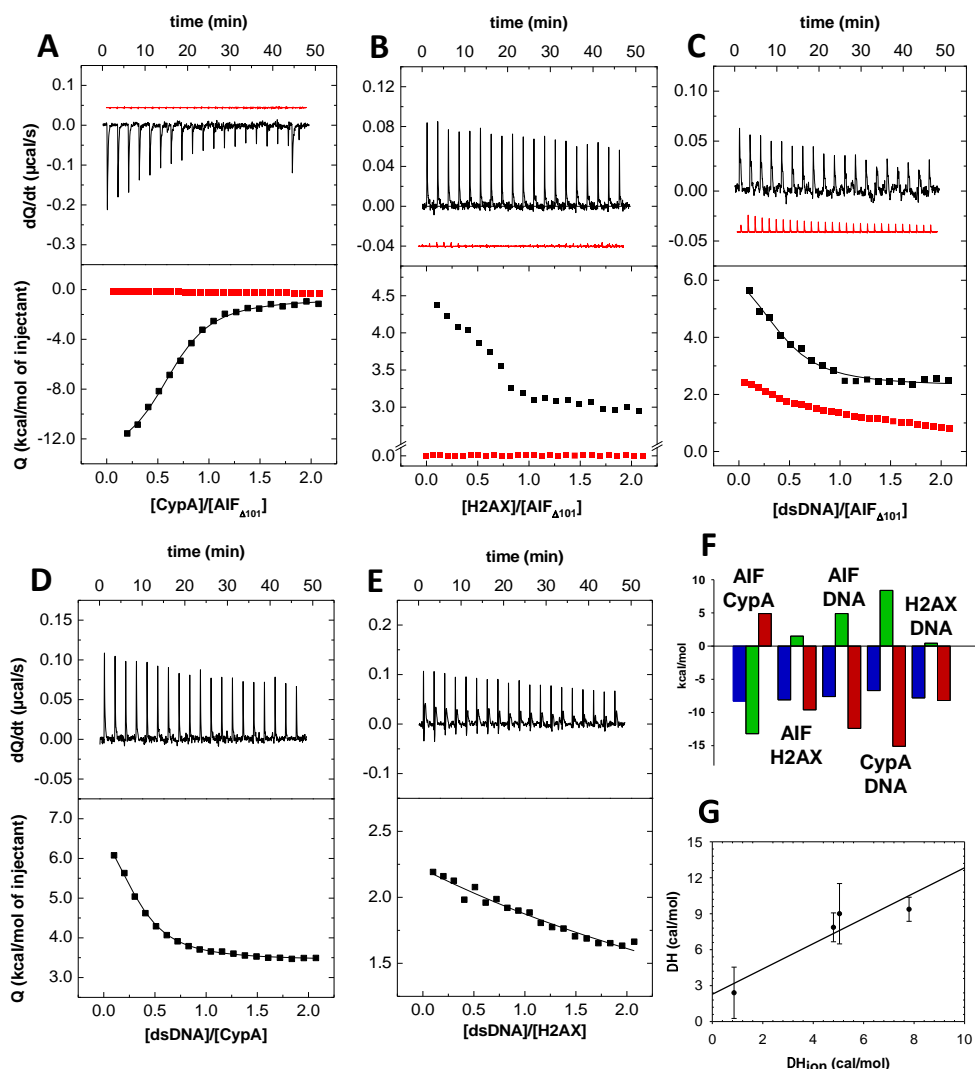 A
time (min)
0 10 20 30 40 50
0.1
0.0
-0.1
-0.2
-0.3
dQ/dt (µcal/s)
0.0
-4.0
-8.0
-12.0
Q (kcal/mol of injectant)
0.0 0.5 1.0 1.5 2.0
[CypA]/[AIFΔ101]
B
time (min)
0 10 20 30 40 50
0.12
0.08
0.04
0.00
-0.04
4.5
4.0
3.5
3.0
0.0
0.0 0.5 1.0 1.5 2.0
[H2AX]/[AIFΔ101]
C
time (min)
0 10 20 30 40 50
0.10
0.05
0.00
-0.05
6.0
4.0
2.0
0.0
0.0 0.5 1.0 1.5 2.0
[dsDNA]/[AIFΔ101]
D
time (min)
0 10 20 30 40 50
0.15
0.10
0.05
0.00
-0.05
dQ/dt (µcal/s)
7.0
6.0
5.0
4.0
3.0
Q (kcal/mol of injectant)
0.0 0.5 1.0 1.5 2.0
[dsDNA]/[CypA]
E
time (min)
0 10 20 30 40 50
0.2
0.1
0.0
-0.1
2.5
2.0
1.5
0.0 0.5 1.0 1.5 2.0
[dsDNA]/[H2AX]
F
10
5
0
-5
-10
-15
kcal/mol
AIF
CypA
AIF
DNA
H2AX
DNA
AIF
H2AX
CypA
DNA
G
15
12
9
6
3
0
DH (cal/mol)
0 2 4 6 8 10
DHion (cal/mol)